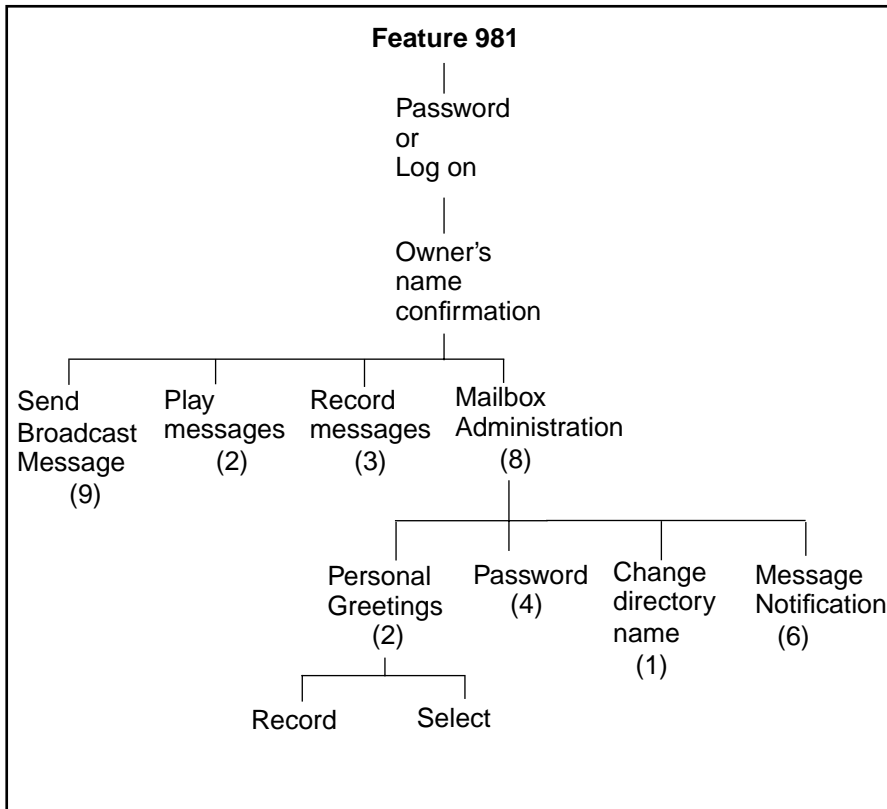 Feature 981
Password
or
Log on
Owner's
name
confirmation
Send
Broadcast
Message
(9)
Play
messages
(2)
Record
messages
(3)
Mailbox
Administration
(8)
Personal
Greetings
(2)
Password
(4)
Change
directory
name
(1)
Message
Notification
(6)
Record
Select